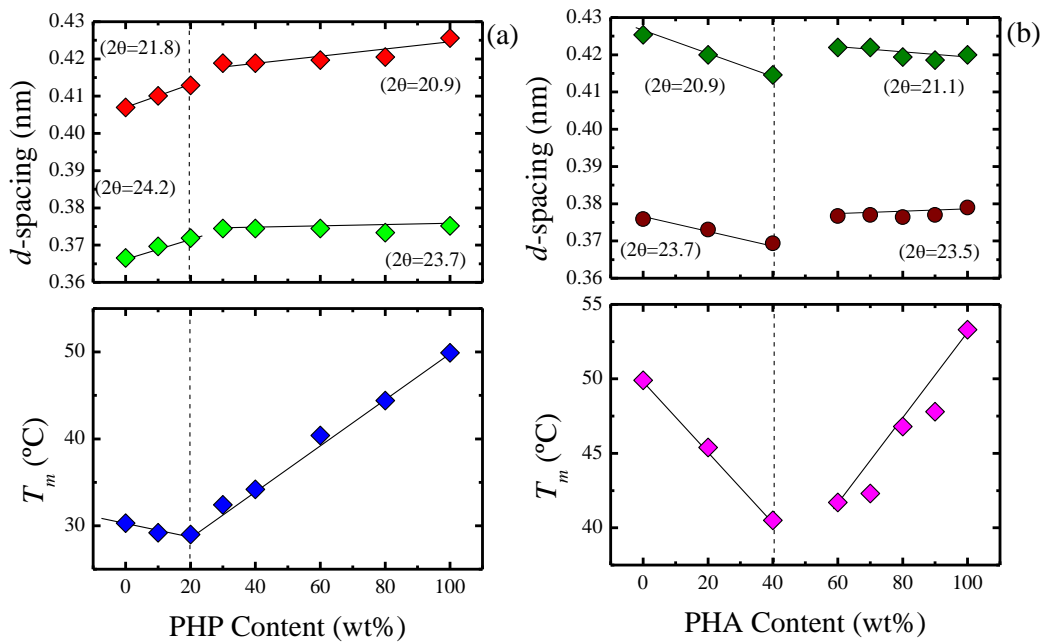 (a)
d-spacing (nm)
0.43
0.42
0.41
0.40
0.39
0.38
0.37
0.36
(2θ=21.8)
(2θ=20.9)
(2θ=24.2)
(2θ=23.7)
Tm (ºC)
50
40
30
0 20 40 60 80 100
PHP Content (wt%)
(b)
d-spacing (nm)
0.43
0.42
0.41
0.40
0.39
0.38
0.37
0.36
(2θ=20.9)
(2θ=21.1)
(2θ=23.7)
(2θ=23.5)
Tm (ºC)
55
50
45
40
0 20 40 60 80 100
PHA Content (wt%)